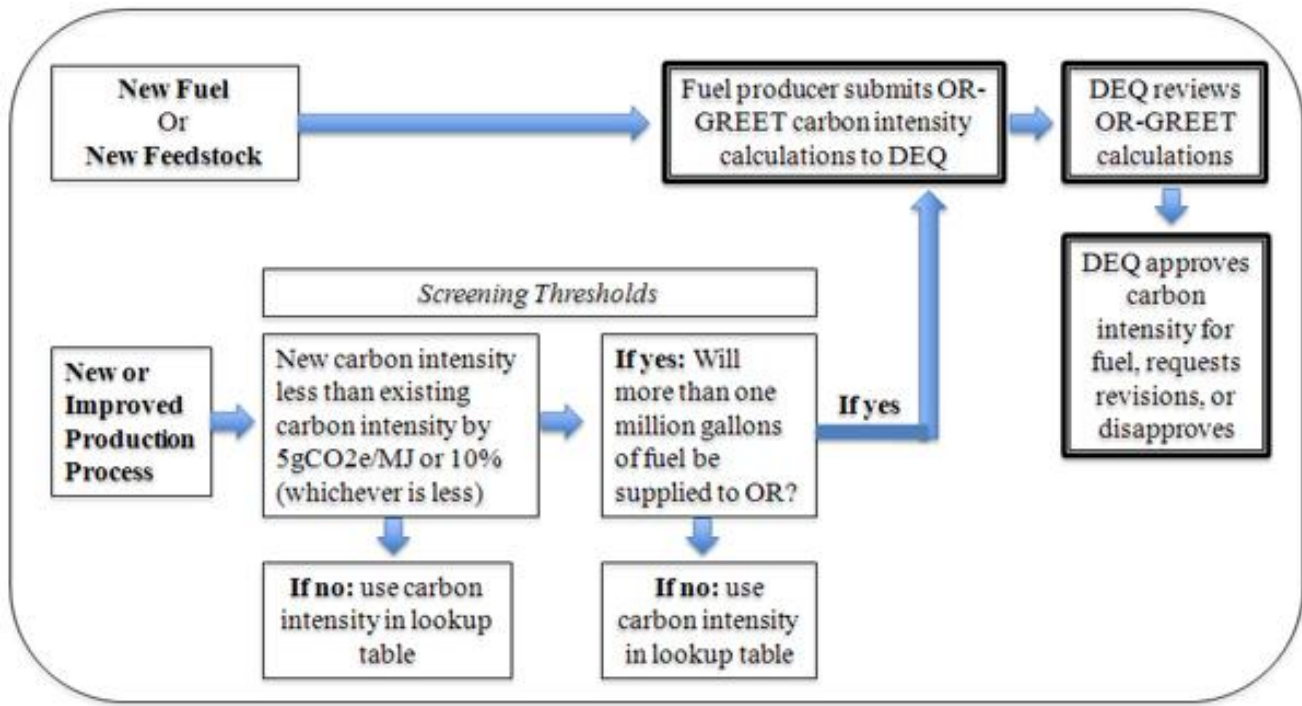 New Fuel
Or
New Feedstock
Fuel producer submits OR-
GREET carbon intensity
calculations to DEQ
DEQ reviews
OR-GREET
calculations
DEQ approves
carbon
intensity for
fuel, requests
revisions, or
disapproves
Screening Thresholds
New or
Improved
Production
Process
New carbon intensity
less than existing
carbon intensity by
5gCO2e/MJ or 10%
(whichever is less)
If yes: Will
more than one
million gallons
of fuel be
supplied to OR?
If yes
If no: use carbon
intensity in lookup
table
If no: use
carbon intensity
in lookup table